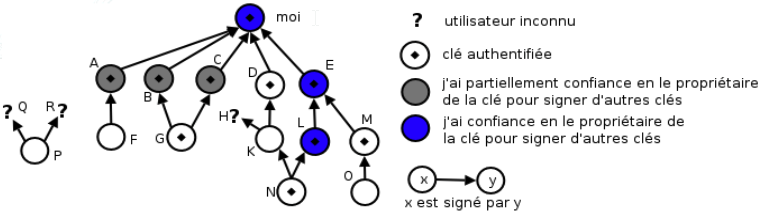 moi
? utilisateur inconnu
clé authentifiée
j'ai partiellement confiance en le propriétaire
de la clé pour signer d'autres clés
j'ai confiance en le propriétaire de
la clé pour signer d'autres clés
x y
x est signé par y
A
B
C
D
E
? Q R ?
P
F
G
H ?
K
L
M
N
O